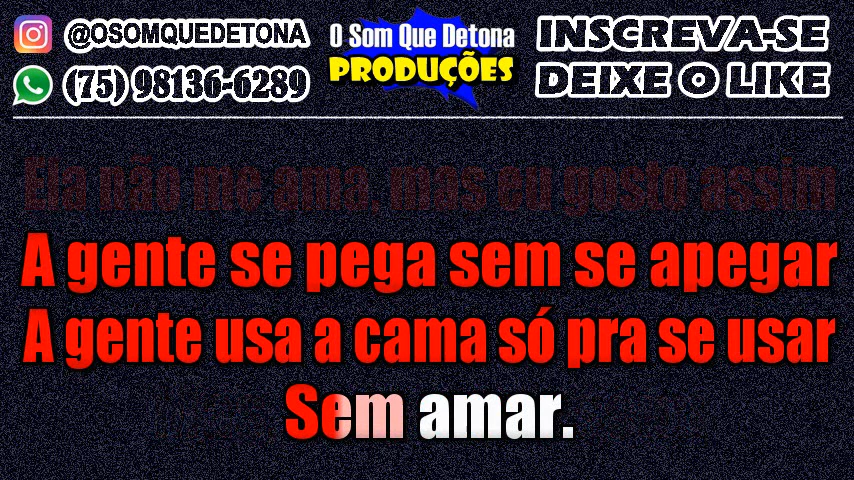 @OSOMQUEDETONA
(75) 98136-6289
O Som Que Detona
PRODUÇÕES
INSCREVA-SE
DEIXE O LIKE
Ela não me ama, mas eu gosto assim
A gente se pega sem se apegar
A gente usa a cama só pra se usar
Sem amar.